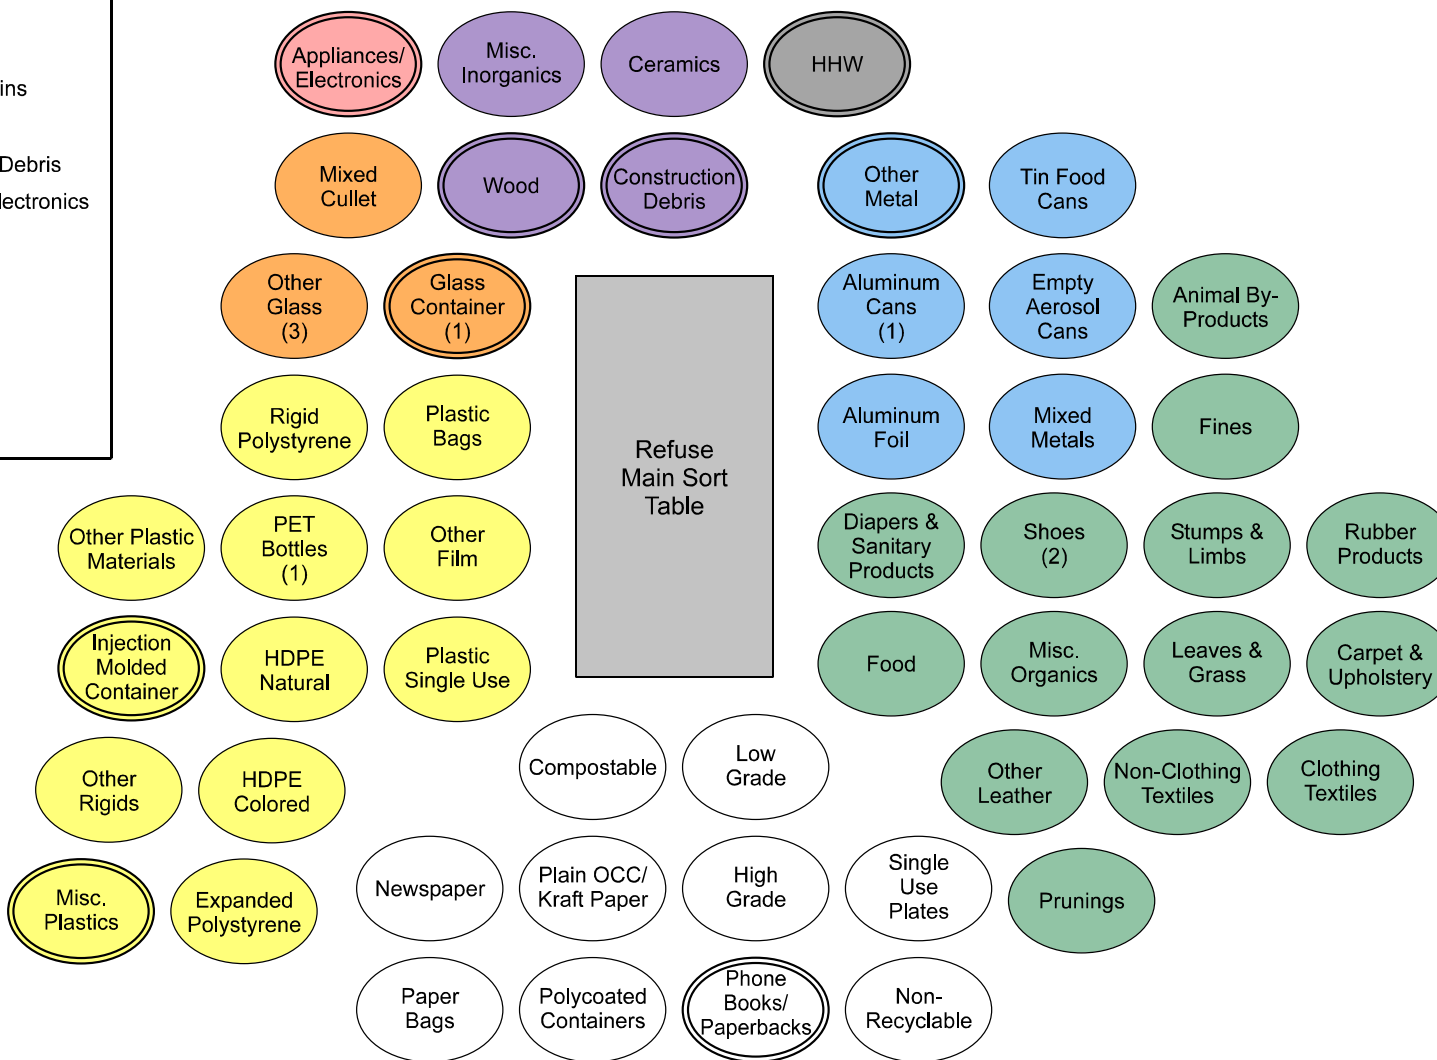 ins
Debris
lectronics
Appliances/
Electronics
Misc.
Inorganics
Ceramics
HHW
Mixed
Cullet
Wood
Construction
Debris
Other
Metal
Tin Food
Cans
Other
Glass
(3)
Glass
Container
(1)
Aluminum
Cans
(1)
Empty
Aerosol
Cans
Animal By-
Products
Rigid
Polystyrene
Plastic
Bags
Refuse
Main Sort
Table
Aluminum
Foil
Mixed
Metals
Fines
Other Plastic
Materials
PET
Bottles
(1)
Other
Film
Diapers &
Sanitary
Products
Shoes
(2)
Stumps &
Limbs
Rubber
Products
Injection
Molded
Container
HDPE
Natural
Plastic
Single Use
Food
Misc.
Organics
Leaves &
Grass
Carpet &
Upholstery
Other
Rigids
HDPE
Colored
Compostable
Low
Grade
Other
Leather
Non-Clothing
Textiles
Clothing
Textiles
Misc.
Plastics
Expanded
Polystyrene
Newspaper
Plain OCC/
Kraft Paper
High
Grade
Single
Use
Plates
Prunings
Paper
Bags
Polycoated
Containers
Phone
Books/
Paperbacks
Non-
Recyclable